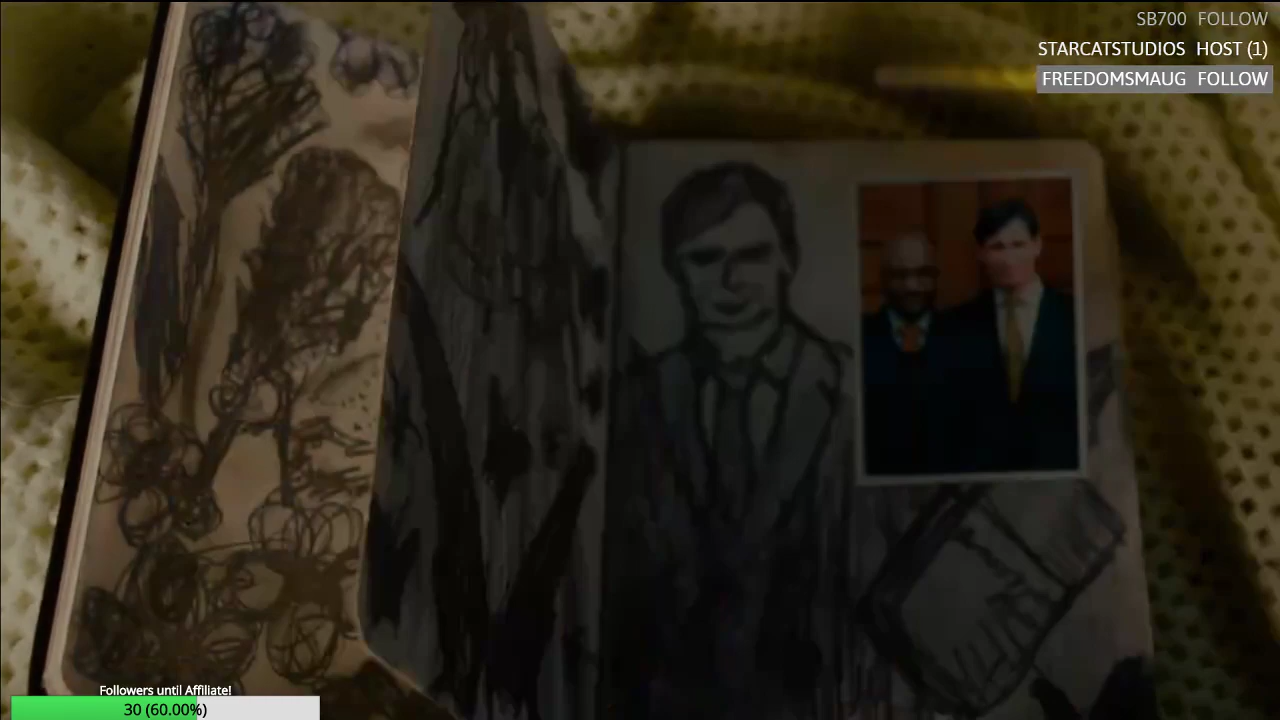 SB700 FOLLOW
STARCATSTUDIOS HOST (1)
FREEDOMSMAUG FOLLOW
Followers until Affiliate!
30 (60.00%)